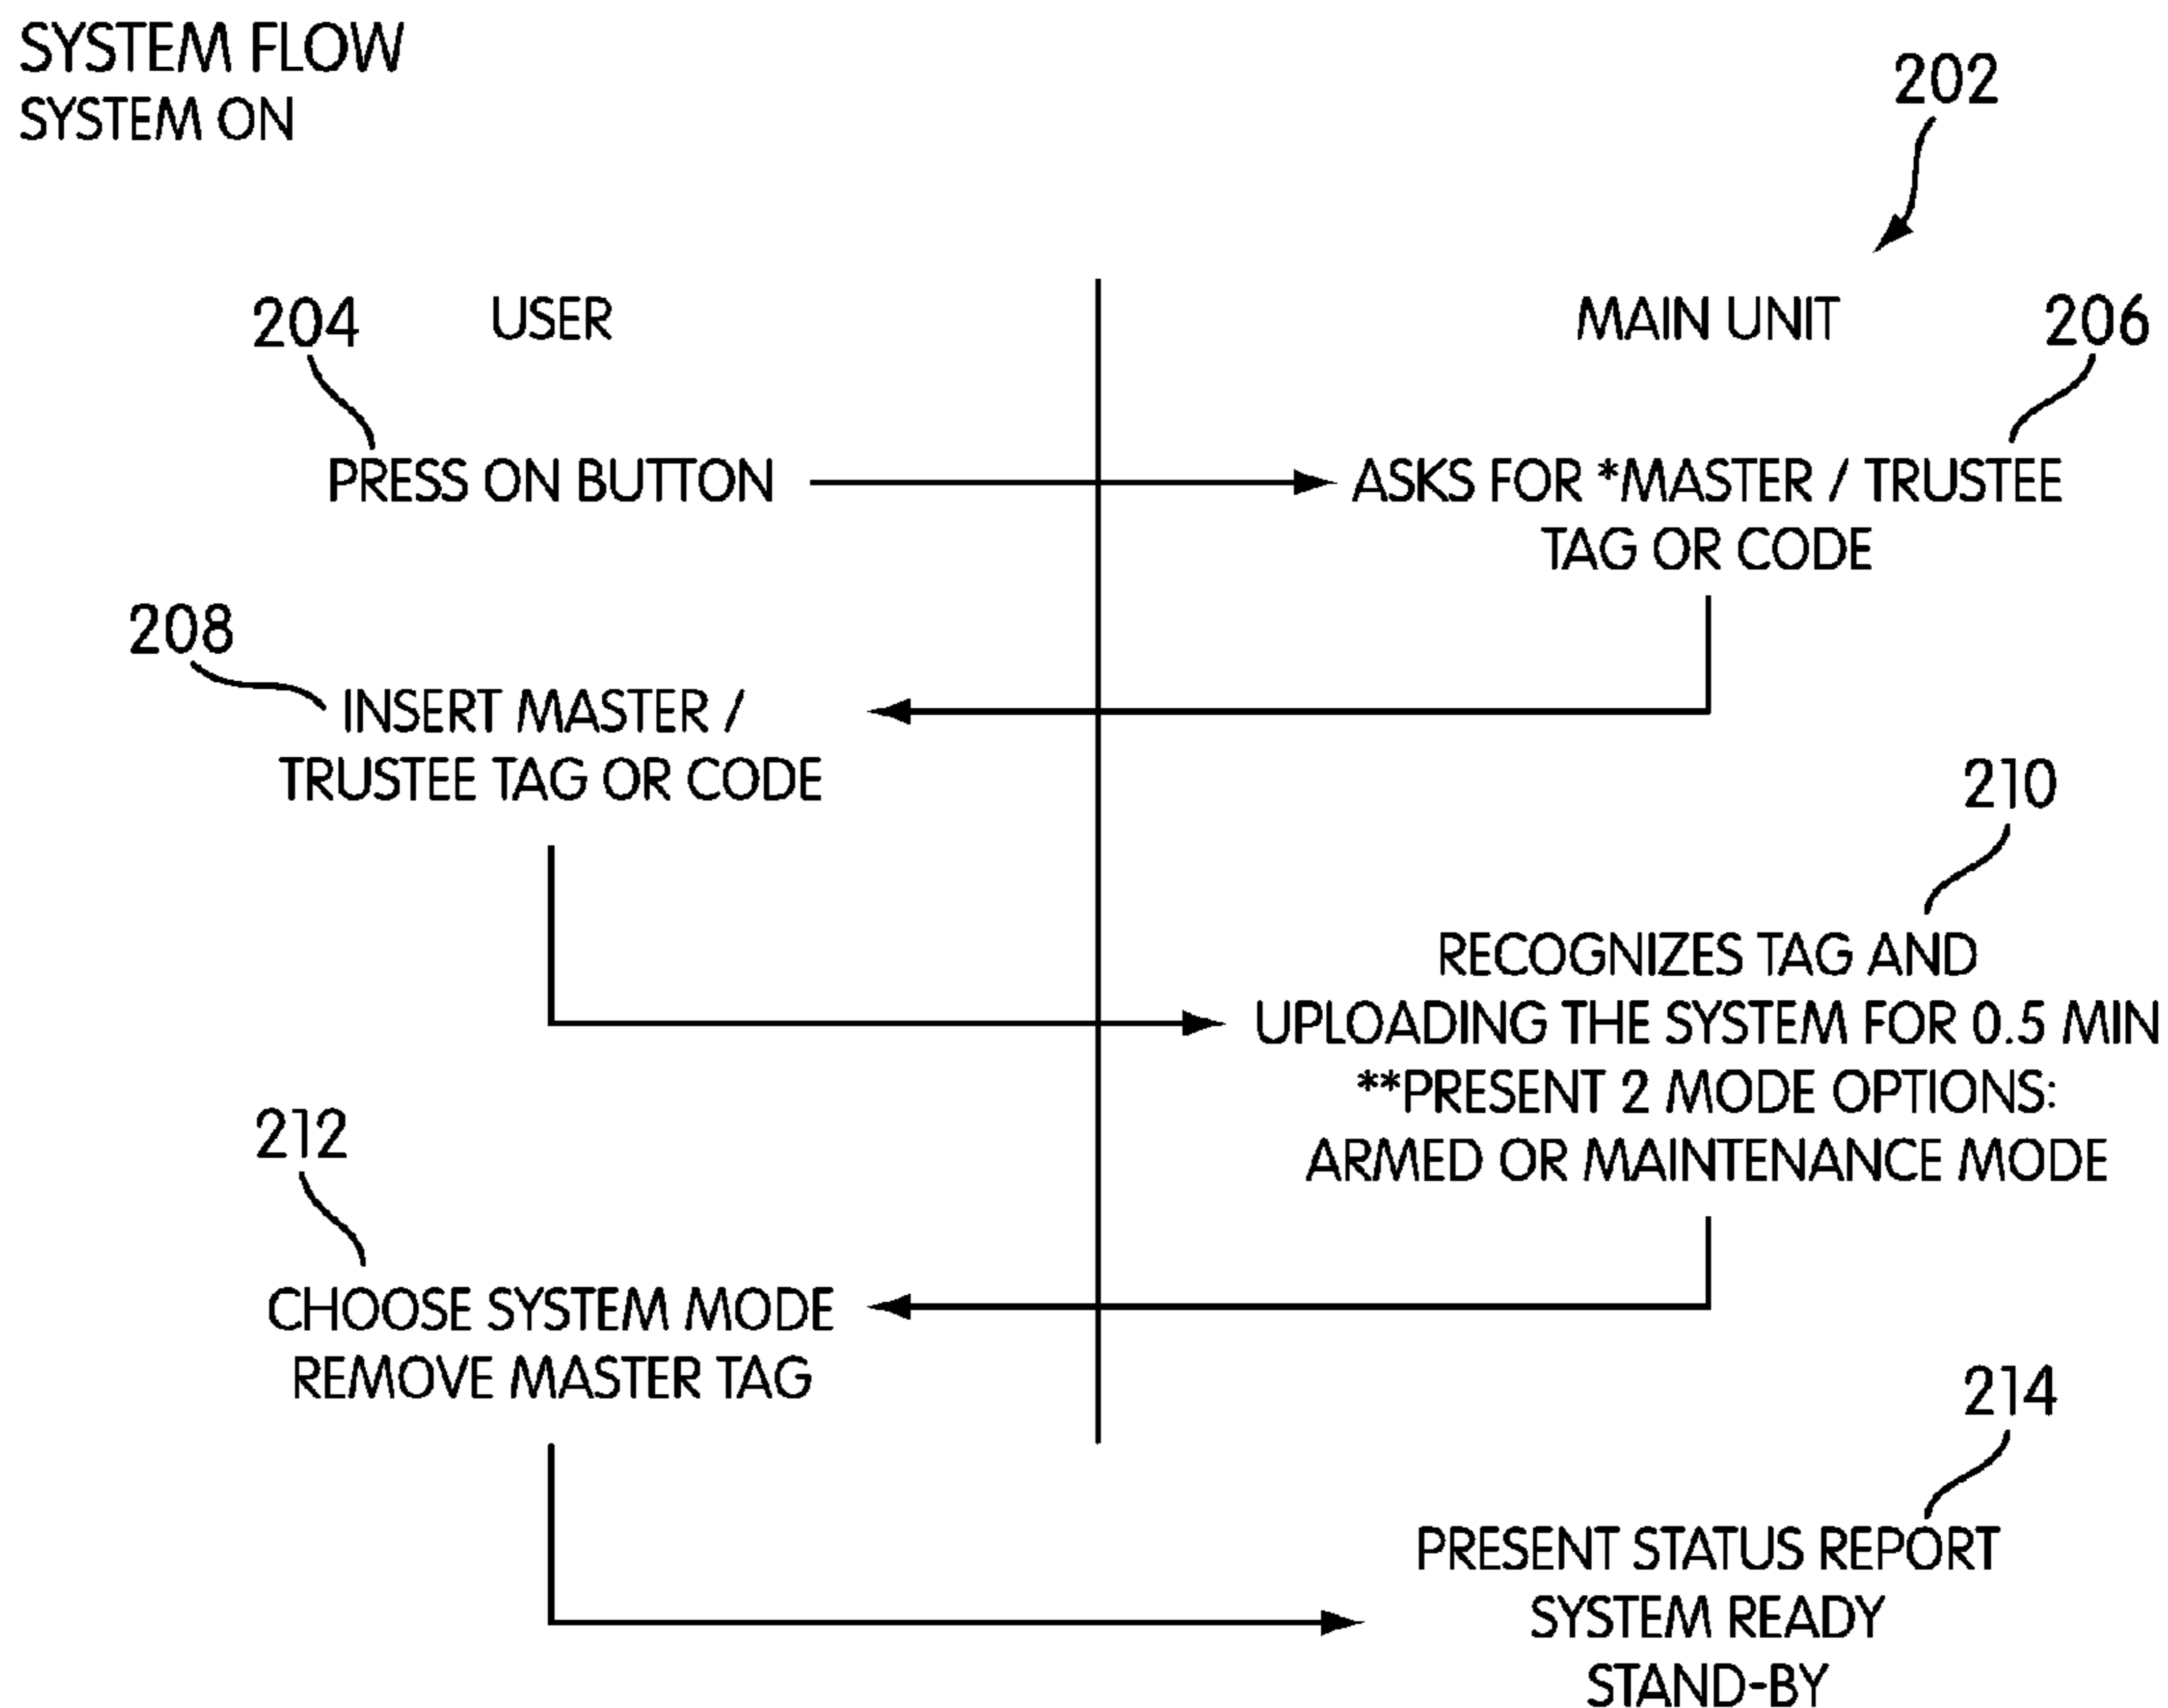 SYSTEM FLOW
SYSTEM ON
202
204
USER
MAIN UNIT
206
PRESS ON BUTTON
ASKS FOR *MASTER / TRUSTEE
TAG OR CODE
208
INSERT MASTER /
TRUSTEE TAG OR CODE
210
RECOGNIZES TAG AND
UPLOADING THE SYSTEM FOR 0.5 MIN
**PRESENT 2 MODE OPTIONS:
ARMED OR MAINTENANCE MODE
212
CHOOSE SYSTEM MODE
REMOVE MASTER TAG
214
PRESENT STATUS REPORT
SYSTEM READY
STAND-BY